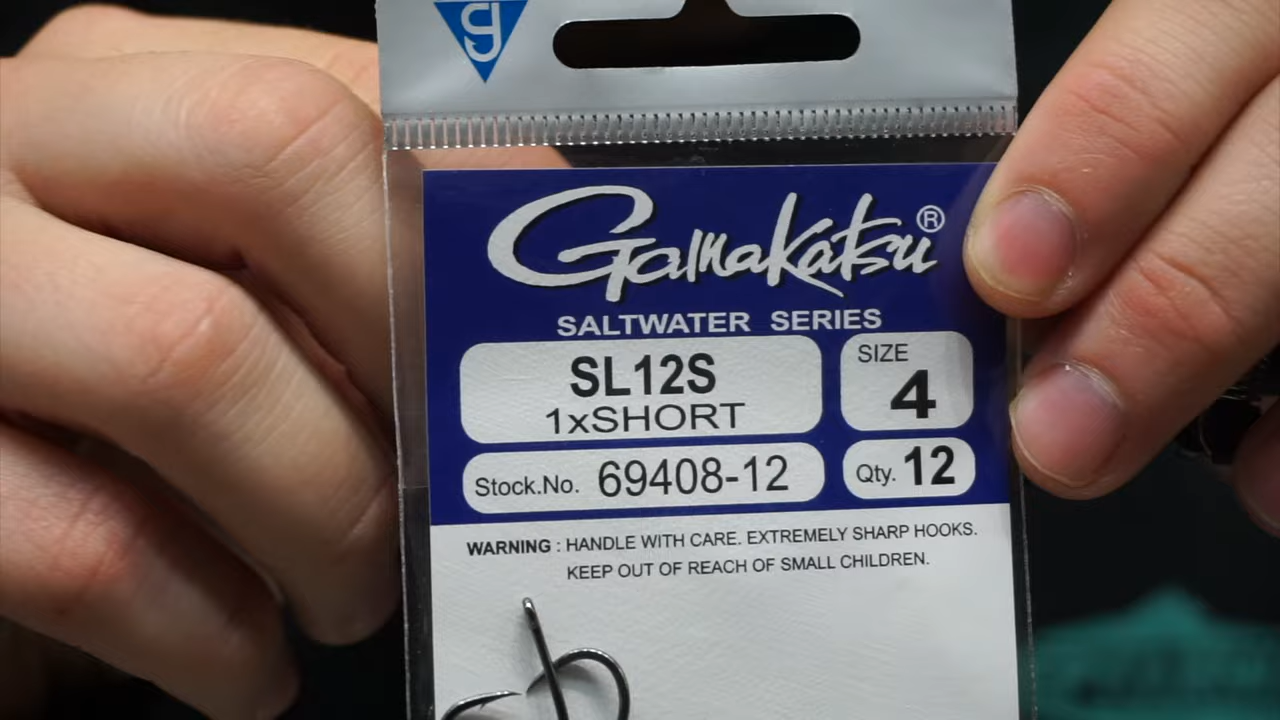 g
Gamakatsu®
SALTWATER SERIES
SL12S
1xSHORT
SIZE
4
Stock.No. 69408-12
Qty. 12
WARNING : HANDLE WITH CARE. EXTREMELY SHARP HOOKS.
KEEP OUT OF REACH OF SMALL CHILDREN.